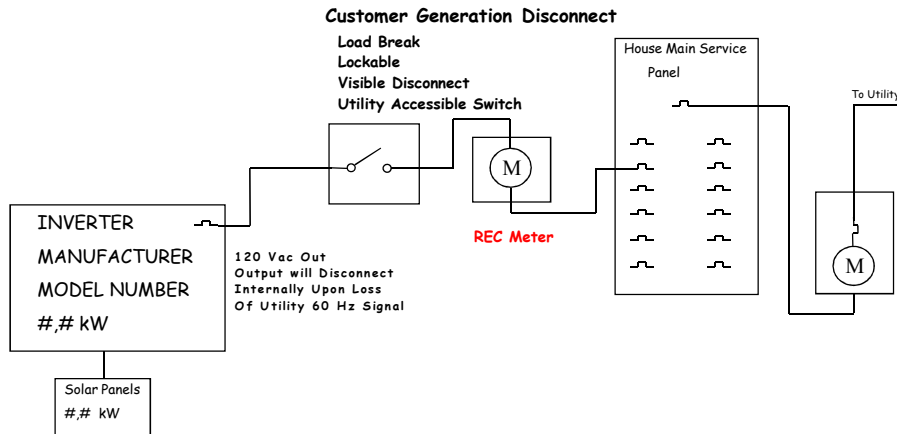 Customer Generation Disconnect
Load Break
Lockable
Visible Disconnect
Utility Accessible Switch
House Main Service
Panel
To Utility
M
REC Meter
M
INVERTER
MANUFACTURER
MODEL NUMBER
#,# kW
120 Vac Out
Output will Disconnect
Internally Upon Loss
Of Utility 60 Hz Signal
Solar Panels
#,# kW